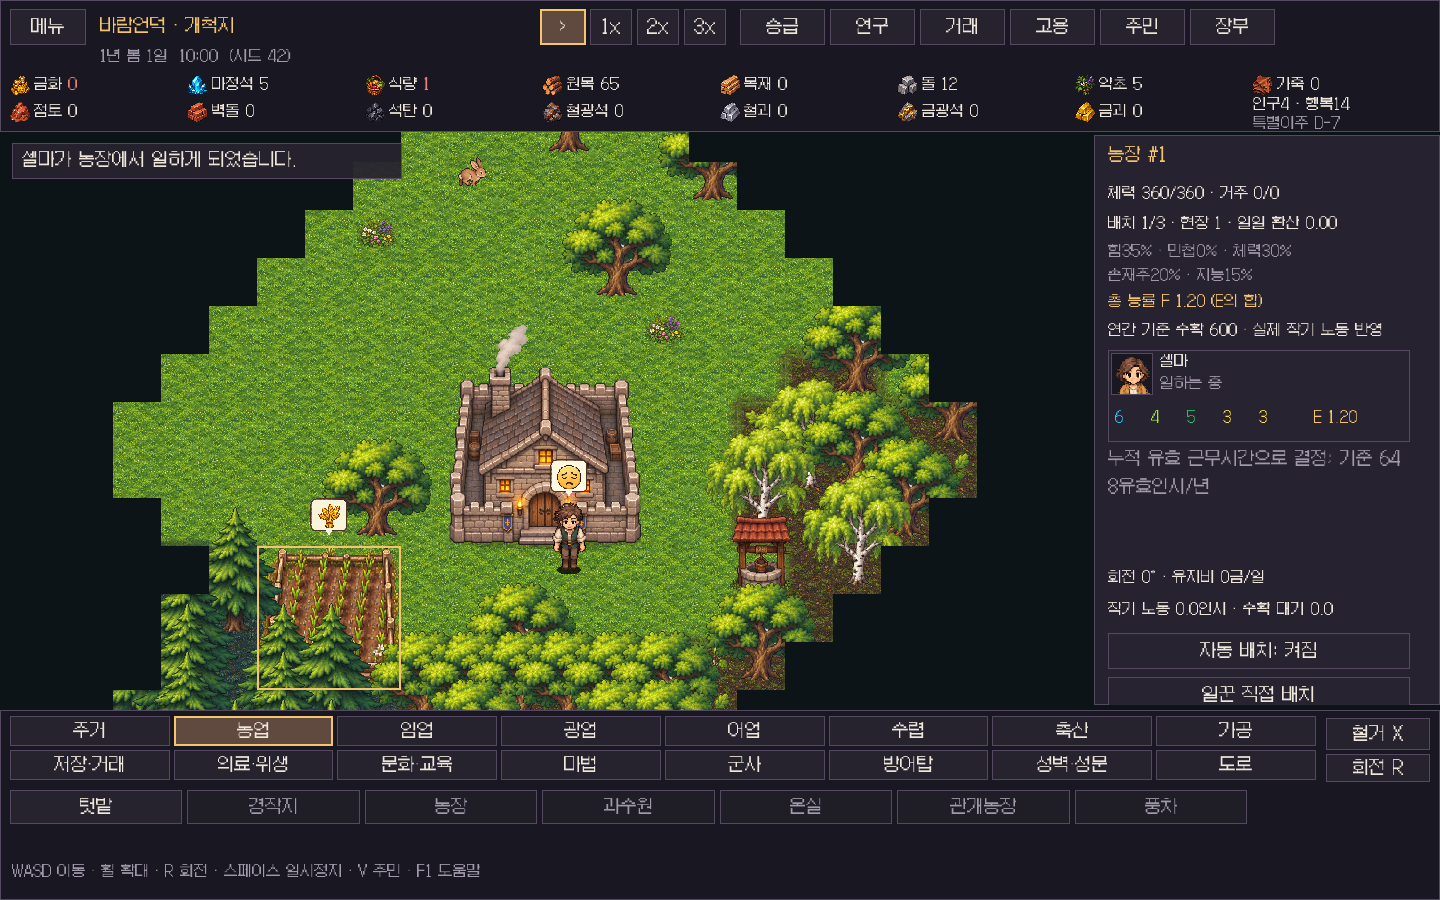 메뉴
바람언덕 · 개척지
1년 봄 1일 10:00 (시드 42)
> 1x 2x 3x 승급 연구 거래 고용 주민 장부
금화 0 마정석 5 식량 1 원목 65 목재 0 돌 12 약초 5 가죽 0
점토 0 벽돌 0 석탄 0 철광석 0 철괴 0 금광석 0 금괴 0
인구4 · 행복14
특별이주 D-7
셀마가 농장에서 일하게 되었습니다.
농장 #1
체력 360/360 · 거주 0/0
배치 1/3 · 현장 1 · 일일 환산 0.00
힘35% · 민첩0% · 체력30%
손재주20% · 지능15%
총 능률 F 1.20 (E의 합)
연간 기준 수확 600 · 실제 작기 노동 반영
셀마
일하는 중
6 4 5 3 3 E 1.20
누적 유효 근무시간으로 결정; 기준 64
8유효인시/년
회전 0° · 유지비 0금/일
작기 노동 0.0인시 · 수확 대기 0.0
자동 배치: 켜짐
일꾼 직접 배치
주거 농업 임업 광업 어업 수렵 축산 가공 철거 X
저장·거래 의료·위생 문화·교육 마법 군사 방어탑 성벽·성문 도로 회전 R
텃밭 경작지 농장 과수원 온실 관개농장 풍차
WASD 이동 · 휠 확대 · R 회전 · 스페이스 일시정지 · V 주민 · F1 도움말